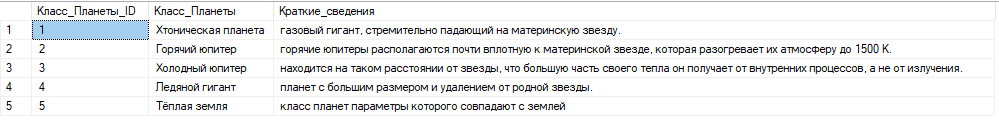 Класс_Планеты_ID Класс_Планеты Краткие_сведения
1 1 Хтоническая планета газовый гигант, стремительно падающий на материнскую звезду.
2 2 Горячий юпитер горячие юпитеры располагаются почти вплотную к материнской звезде, которая разогревает их атмосферу до 1500 K.
3 3 Холодный юпитер находится на таком расстоянии от звезды, что большую часть своего тепла он получает от внутренних процессов, а не от излучения.
4 4 Ледяной гигант планет с большим размером и удалением от родной звезды.
5 5 Тёплая земля класс планет параметры которого совпадают с землей